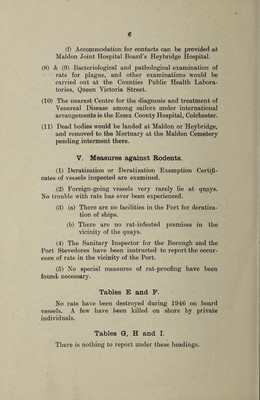 6
(f) Accommodation for contacts can be provided at
Maldon Joint Hospital Board's Heybridge Hospital.
(8) & (9) Bacteriological and pathological examination of
rats for plague, and other examinations would be
carried out at the Counties Public Health Labora-
tories, Queen Victoria Street.
(10) The nearest Centre for the diagnosis and treatment of
Venereal Disease among sailors under international
arrangements is the Essex County Hospital, Colchester.
(11) Dead bodies would be landed at Maldon or Heybridge,
and removed to the Mortuary at the Maldon Cemetery
pending interment there.
V. Measures against Rodents.
(1) Deratization or Deratization Exemption Certifi-
cates of vessels inspected are examined.
(2) Foreign-going vessels very rarely lie at quays.
No trouble with rats has ever been experienced.
(3) (a) There are no facilities in the Port for deratiza-
tion of ships.
(b) There are no rat-infested premises in the
vicinity of the quays.
(4) The Sanitary Inspector for the Borough and the
Port Stevedores have been instructed to report the occur-
ence of rats in the vicinity of the Port.
(5) No special measures of rat-proofing have been
found necessary.
Tables E and F.
No rats have been destroyed during 1946 on board
vessels. A few have been killed on shore by private
individuals.
Tables G, H and I.
There is nothing to report under these headings.